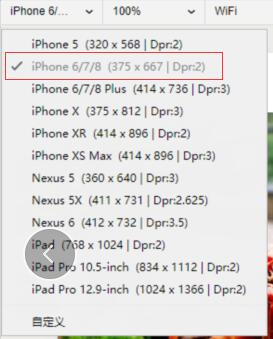 iPhone 6/... 100% WiFi
iPhone 5 (320 x 568 | Dpr:2)
iPhone 6/7/8 (375 x 667 | Dpr:2)
iPhone 6/7/8 Plus (414 x 736 | Dpr:3)
iPhone X (375 x 812 | Dpr:3)
iPhone XR (414 x 896 | Dpr:2)
iPhone XS Max (414 x 896 | Dpr:3)
Nexus 5 (360 x 640 | Dpr:3)
Nexus 5X (411 x 731 | Dpr:2.625)
Nexus 6 (412 x 732 | Dpr:3.5)
iPad (768 x 1024 | Dpr:2)
iPad Pro 10.5-inch (834 x 1112 | Dpr:2)
iPad Pro 12.9-inch (1024 x 1366 | Dpr:2)
自定义